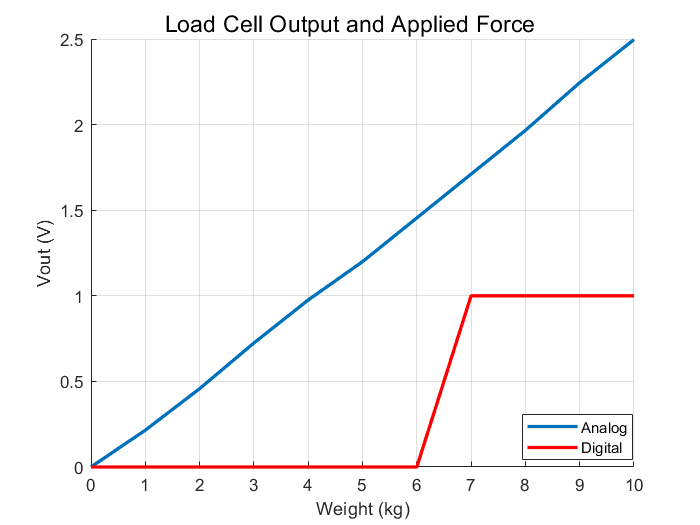 Load Cell Output and Applied Force
2.5
2
1.5
1
0.5
0
Vout (V)
0 1 2 3 4 5 6 7 8 9 10
Weight (kg)
Analog
Digital